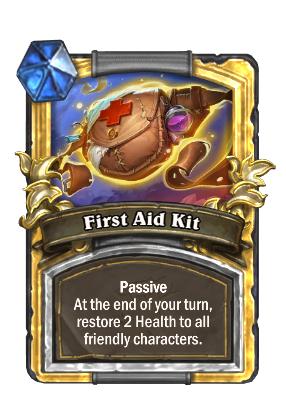 First Aid Kit
Passive
At the end of your turn,
restore 2 Health to all
friendly characters.